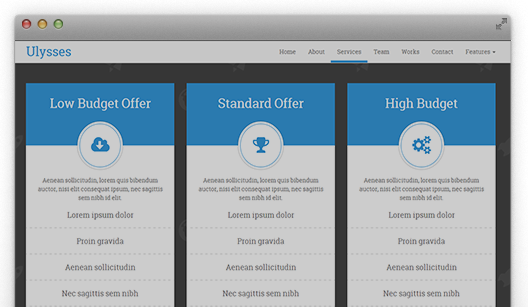 Ulysses
Home About Services Team Works Contact Features
Low Budget Offer
Aenean sollicitudin, lorem quis bibendum
auctor, nisi elit consequat ipsum, nec sagittis
sem nibh id elit.
Lorem ipsum dolor
Proin gravida
Aenean sollicitudin
Nec sagittis sem nibh
Standard Offer
Aenean sollicitudin, lorem quis bibendum
auctor, nisi elit consequat ipsum, nec sagittis
sem nibh id elit.
Lorem ipsum dolor
Proin gravida
Aenean sollicitudin
Nec sagittis sem nibh
High Budget
Aenean sollicitudin, lorem quis bibendum
auctor, nisi elit consequat ipsum, nec sagittis
sem nibh id elit.
Lorem ipsum dolor
Proin gravida
Aenean sollicitudin
Nec sagittis sem nibh